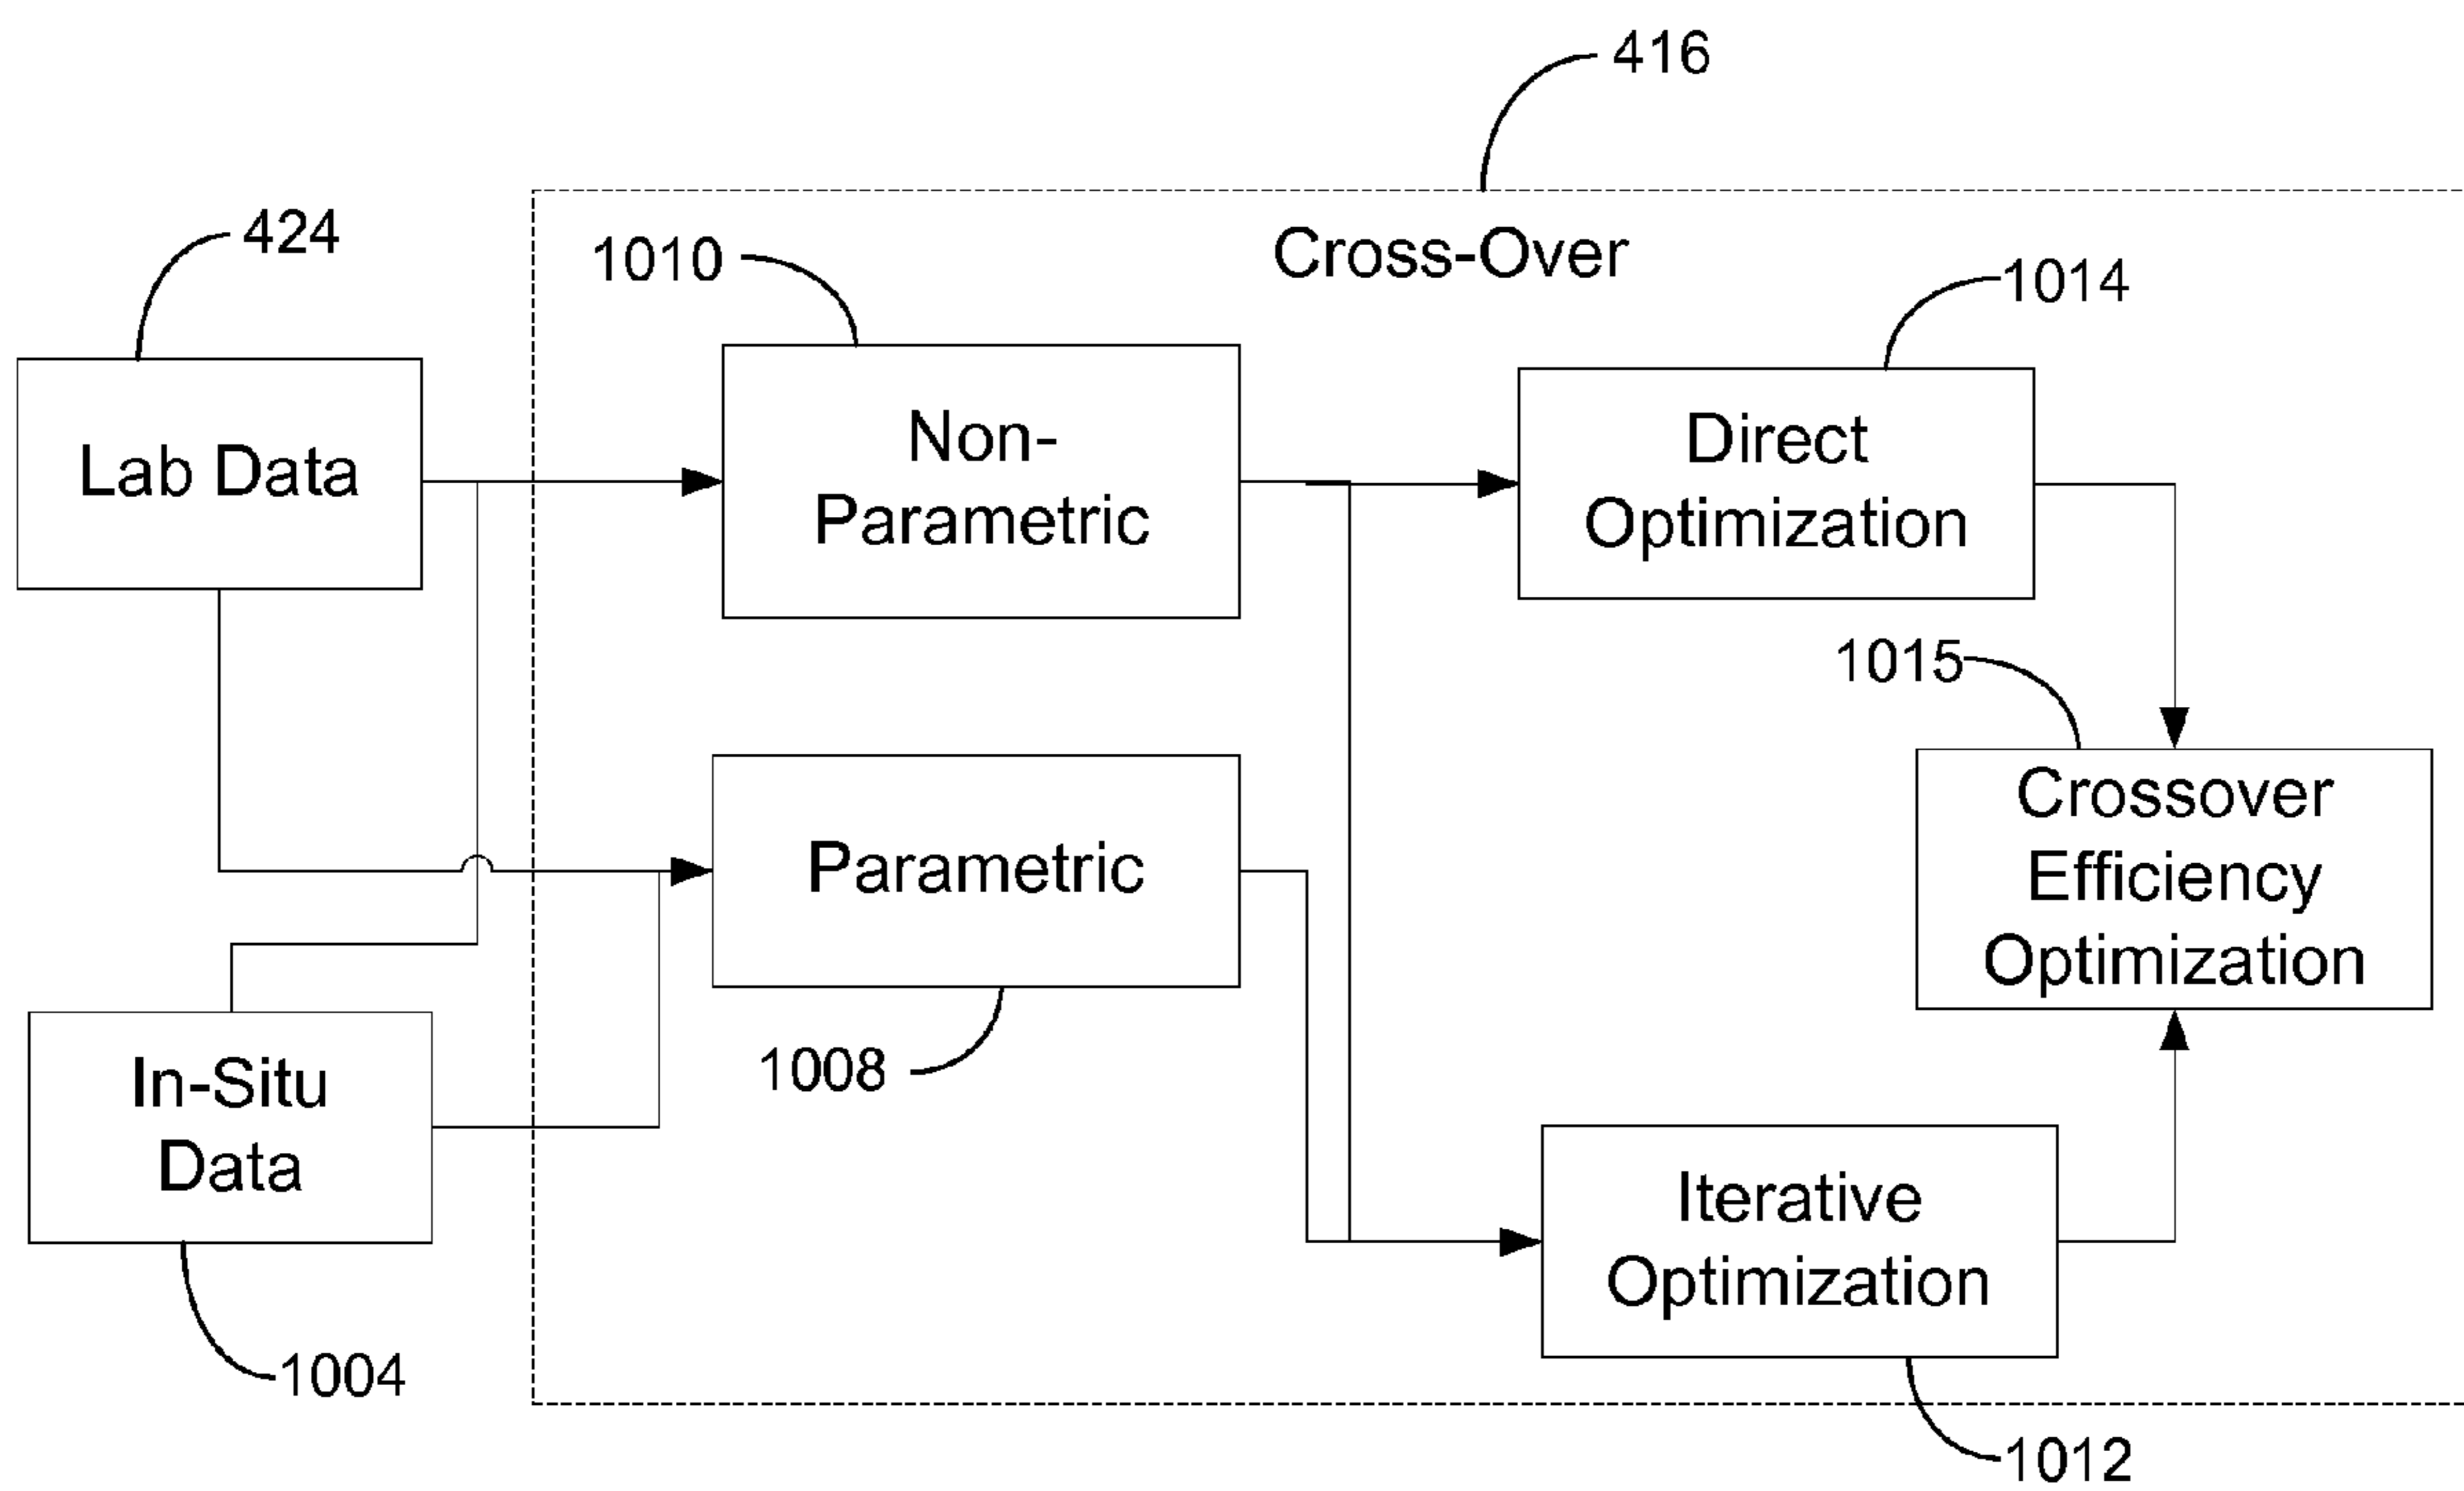 416
424
1010
Cross-Over
1014
Lab Data
Non-
Parametric
Direct
Optimization
1015
Crossover
Efficiency
Optimization
Parametric
1008
In-Situ
Data
Iterative
Optimization
1004
1012